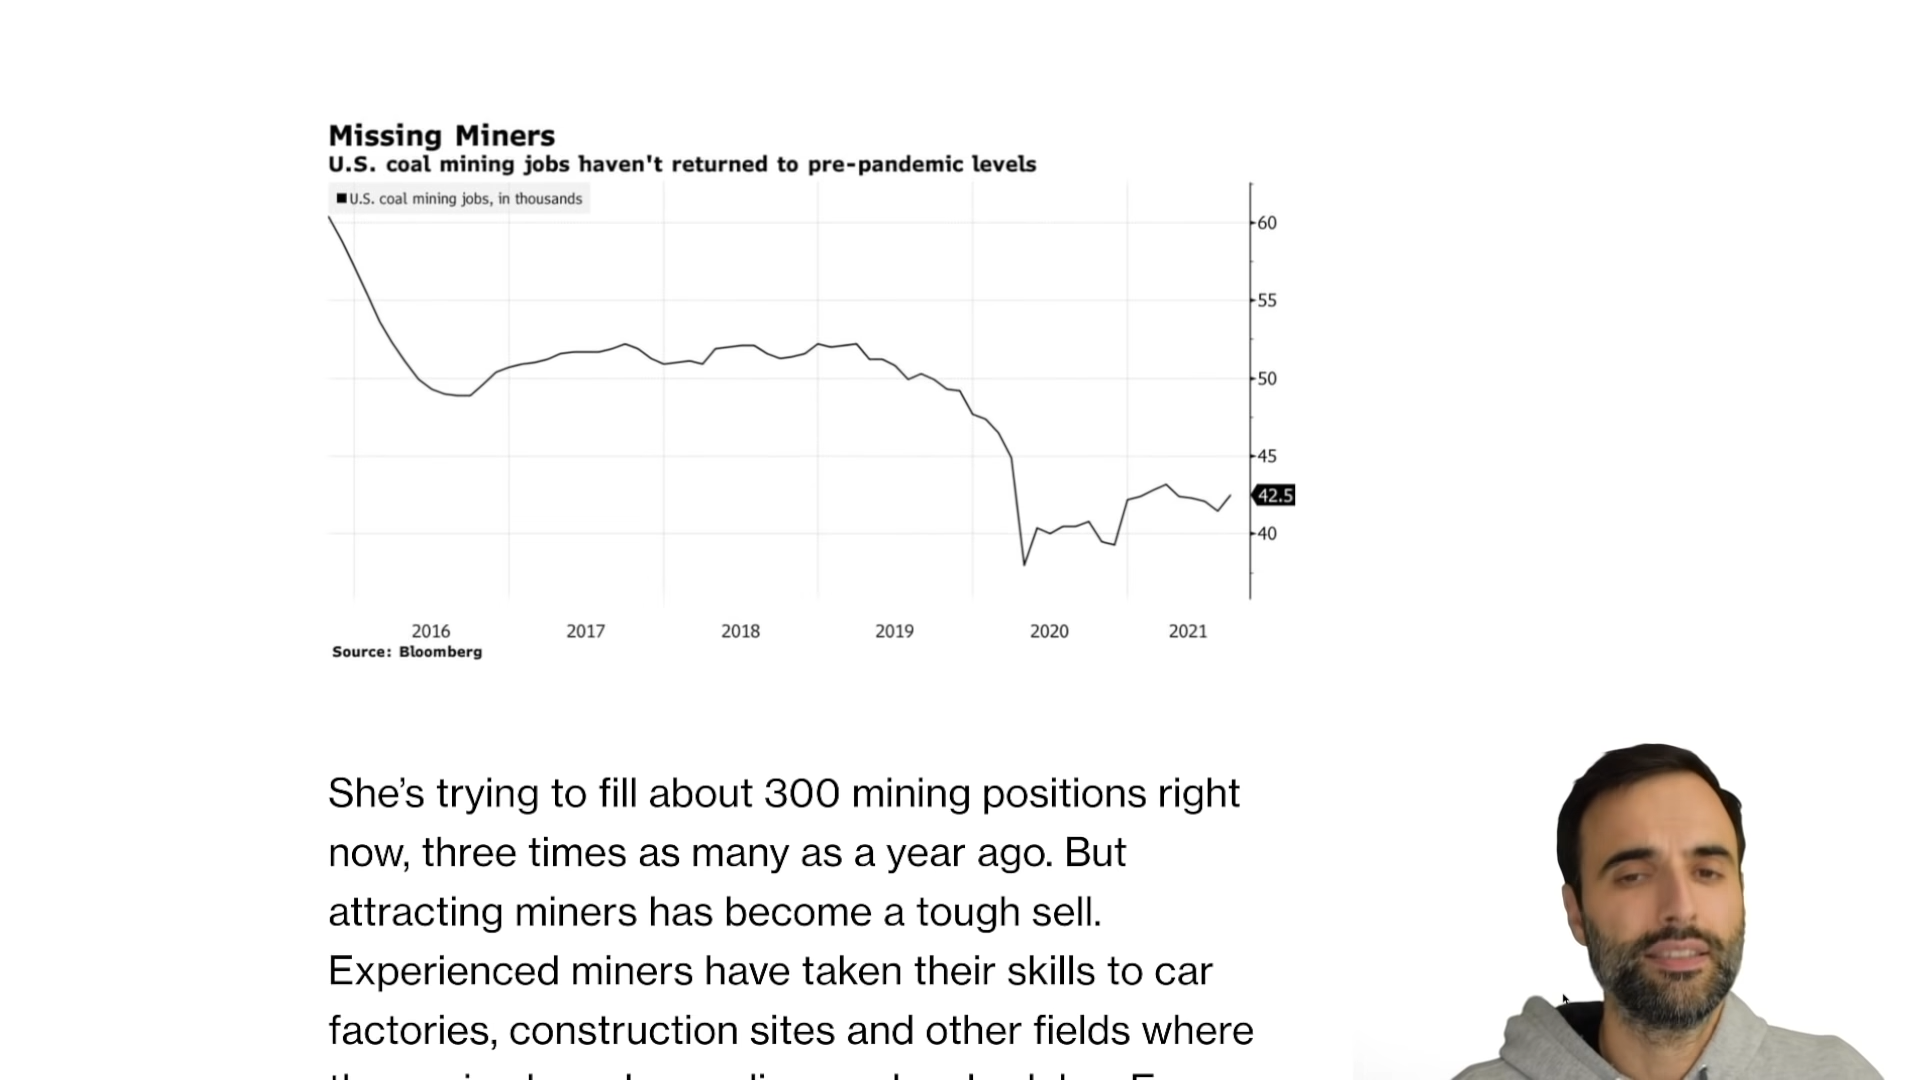 Missing Miners
U.S. coal mining jobs haven't returned to pre-pandemic levels
U.S. coal mining jobs, in thousands
60
55
50
45
42.5
40
2016 2017 2018 2019 2020 2021
Source: Bloomberg
She’s trying to fill about 300 mining positions right
now, three times as many as a year ago. But
attracting miners has become a tough sell.
Experienced miners have taken their skills to car
factories, construction sites and other fields where